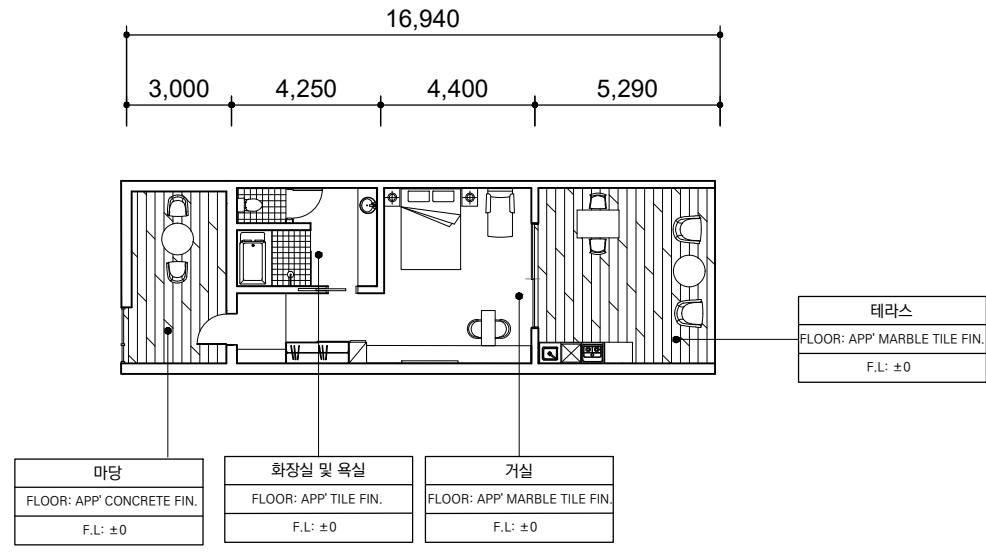 16,940
3,000
4,250
4,400
5,290
테라스
FLOOR: APP' MARBLE TILE FIN.
F.L: ±0
마당
FLOOR: APP' CONCRETE FIN.
F.L: ±0
화장실 및 욕실
FLOOR: APP' TILE FIN.
F.L: ±0
거실
FLOOR: APP' MARBLE TILE FIN.
F.L: ±0